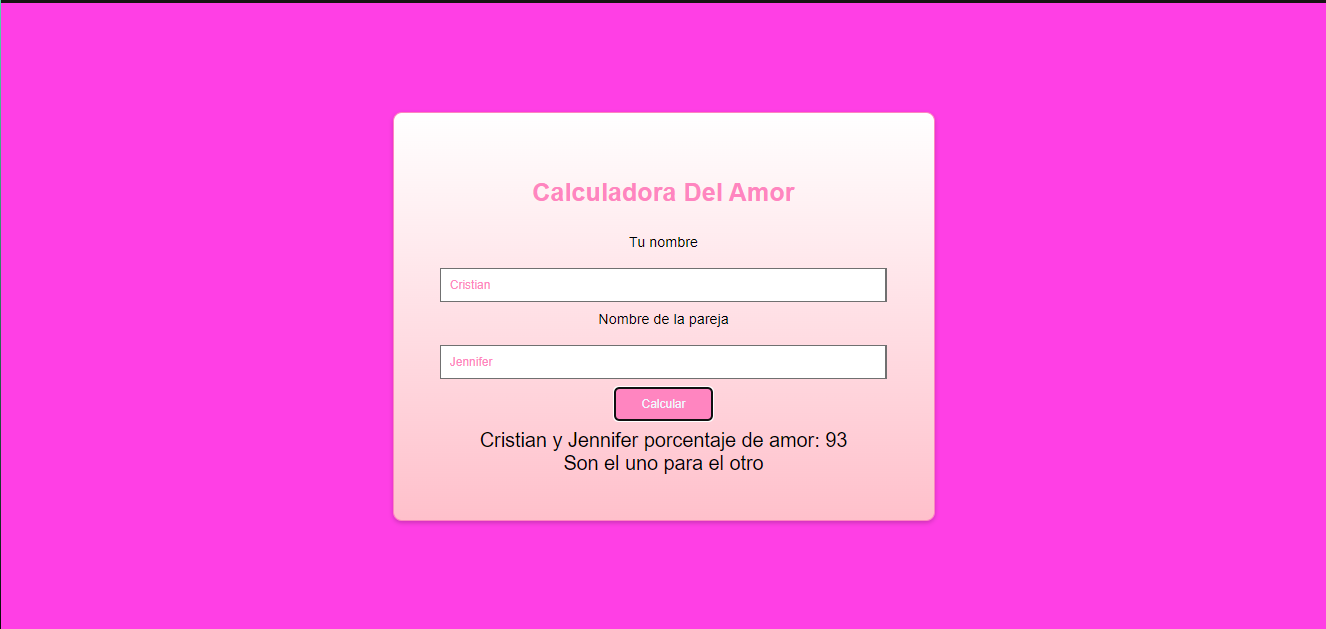 Calculadora Del Amor
Tu nombre
Cristian
Nombre de la pareja
Jennifer
Calcular
Cristian y Jennifer porcentaje de amor: 93
Son el uno para el otro